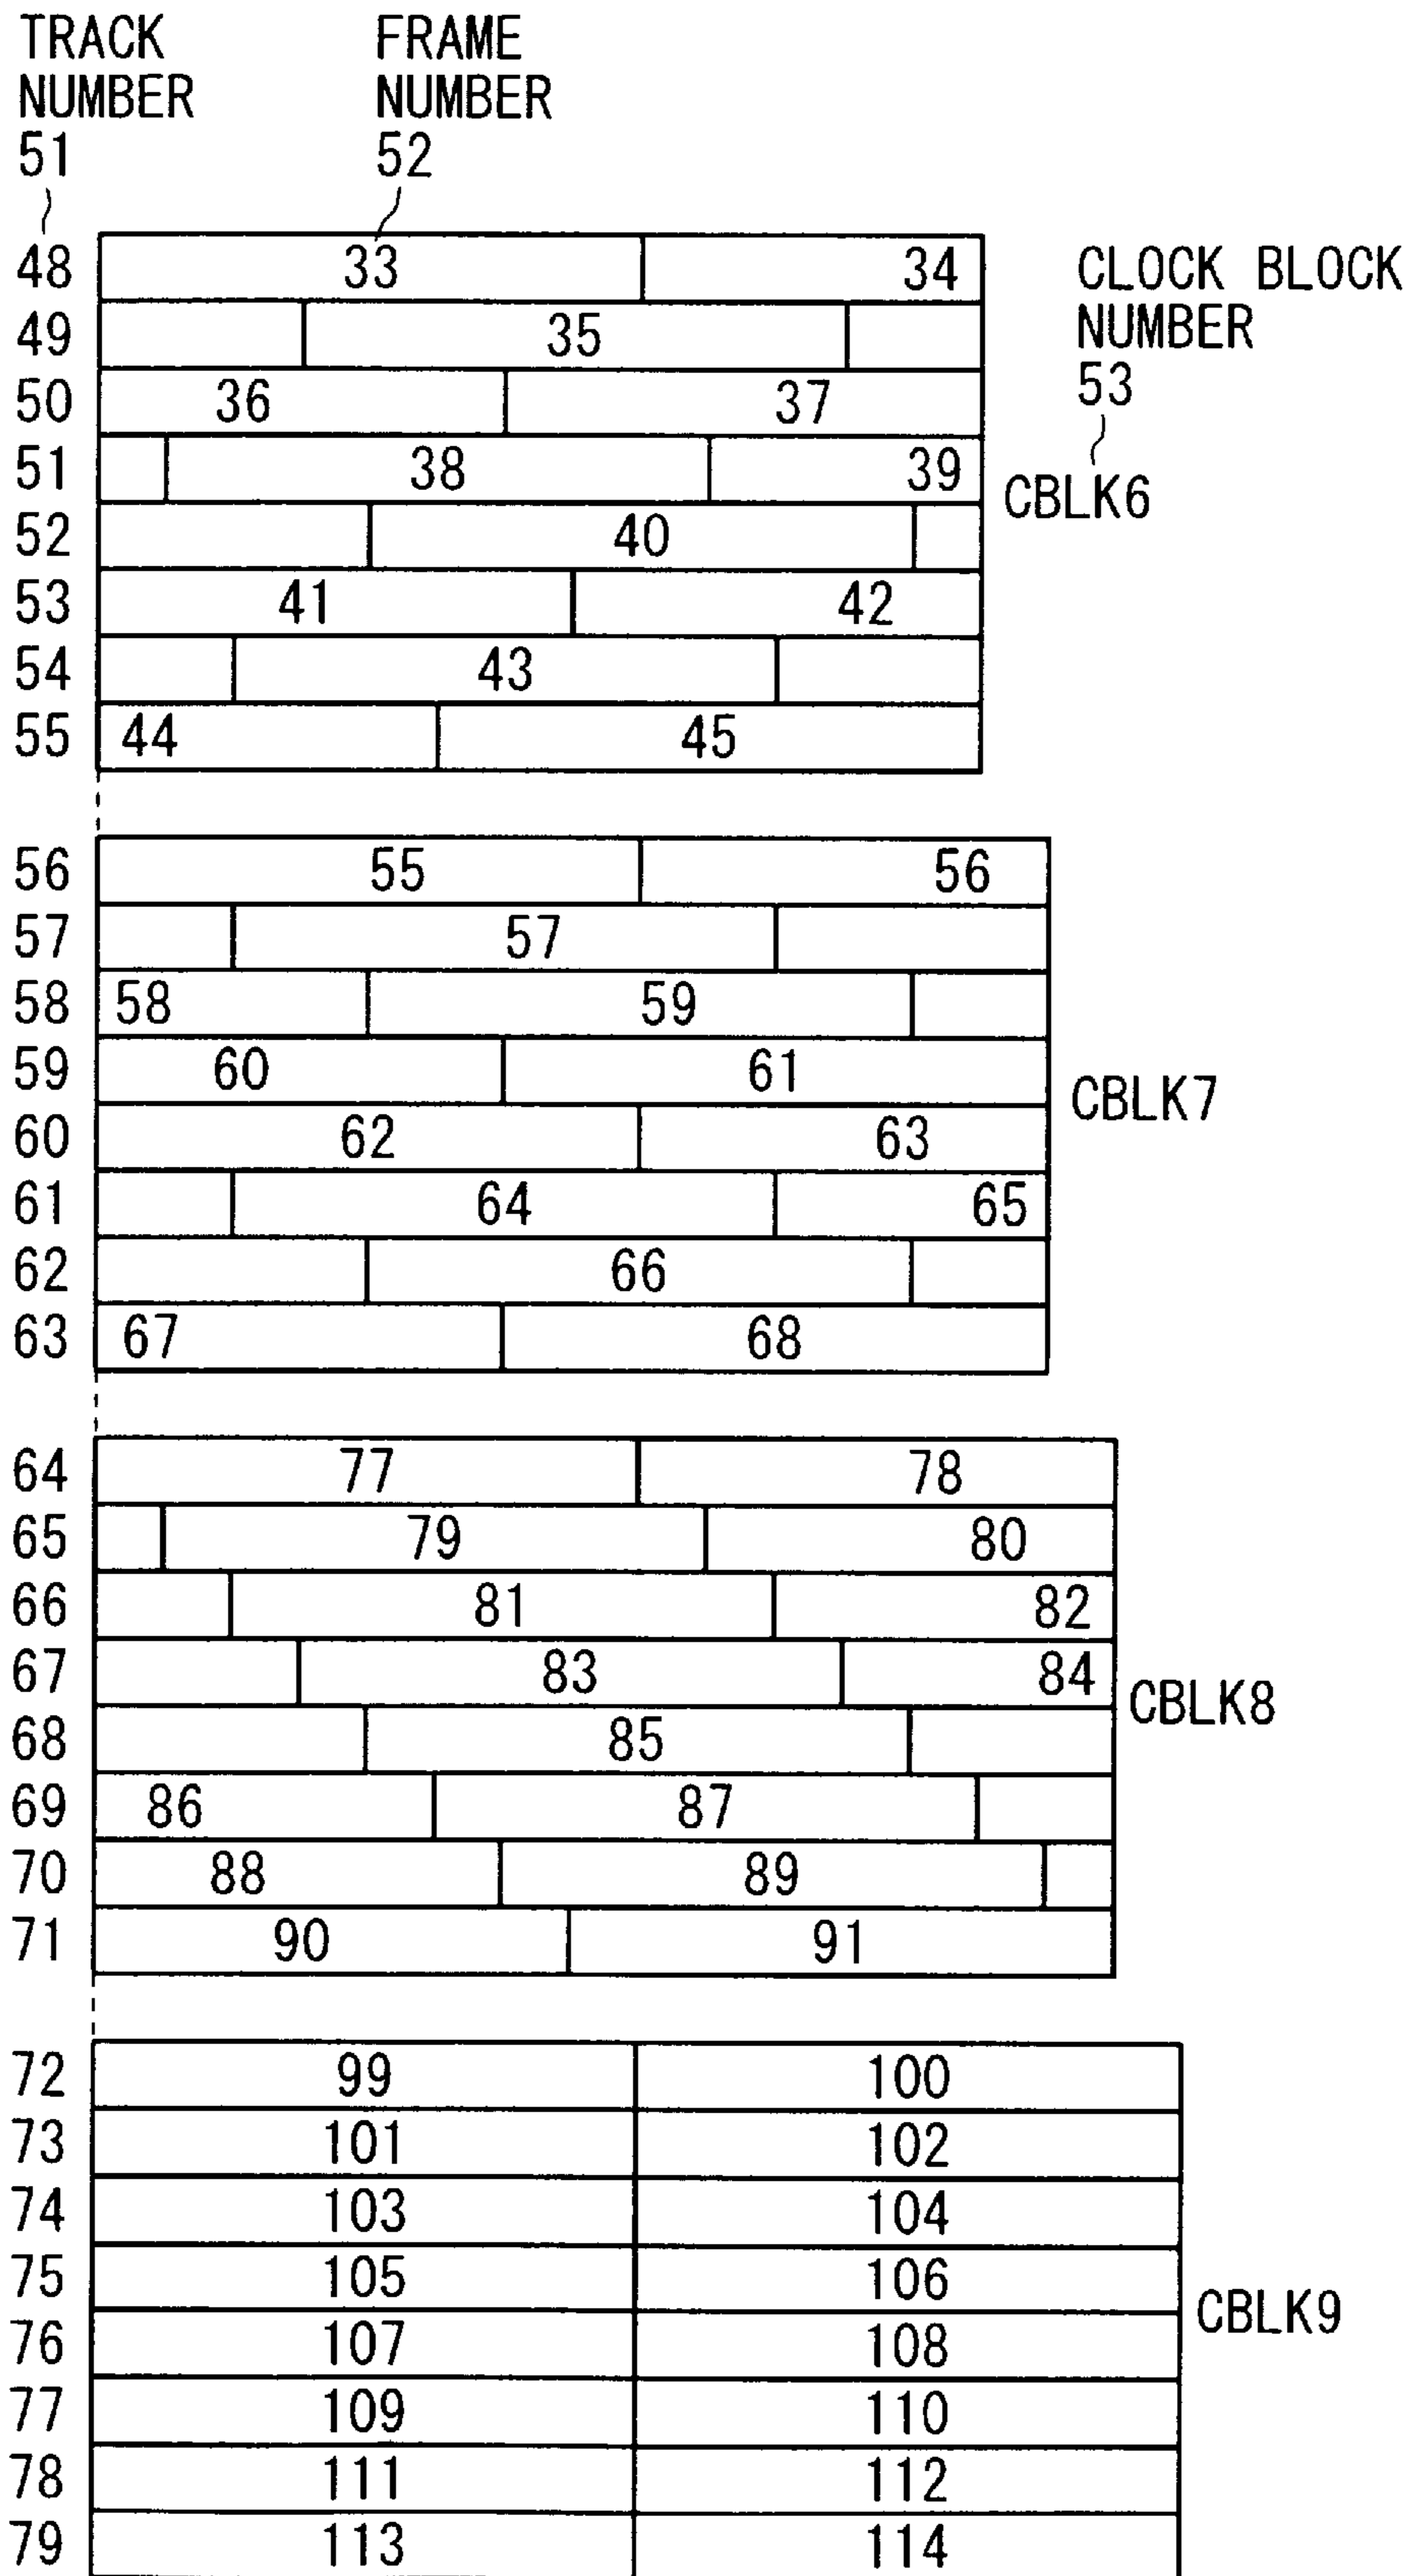 TRACK NUMBER 51
FRAME NUMBER 52
48 33 34
CLOCK BLOCK NUMBER 53
49 35
50 36 37
51 38 39
CBLK6
52 40
53 41 42
54 43
55 44 45
56 55 56
57 57
58 58 59
59 60 61
CBLK7
60 62 63
61 64 65
62 66
63 67 68
64 77 78
65 79 80
66 81 82
67 83 84
CBLK8
68 85
69 86 87
70 88 89
71 90 91
72 99 100
73 101 102
74 103 104
75 105 106
CBLK9
76 107 108
77 109 110
78 111 112
79 113 114